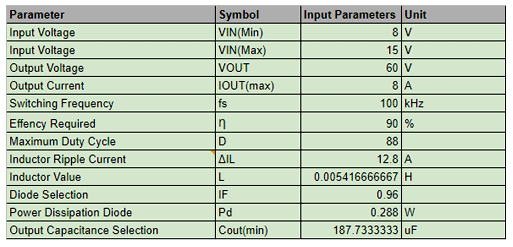 Parameter Symbol Input Parameters Unit
Input Voltage VIN(Min) 8 V
Input Voltage VIN(Max) 15 V
Output Voltage VOUT 60 V
Output Current IOUT(max) 8 A
Switching Frequency fs 100 kHz
Effency Required η 90 %
Maximum Duty Cycle D 88
Inductor Ripple Current ΔIL 12.8 A
Inductor Value L 0.005416666667 H
Diode Selection IF 0.96
Power Dissipation Diode Pd 0.288 W
Output Capacitance Selection Cout(min) 187.7333333 uF